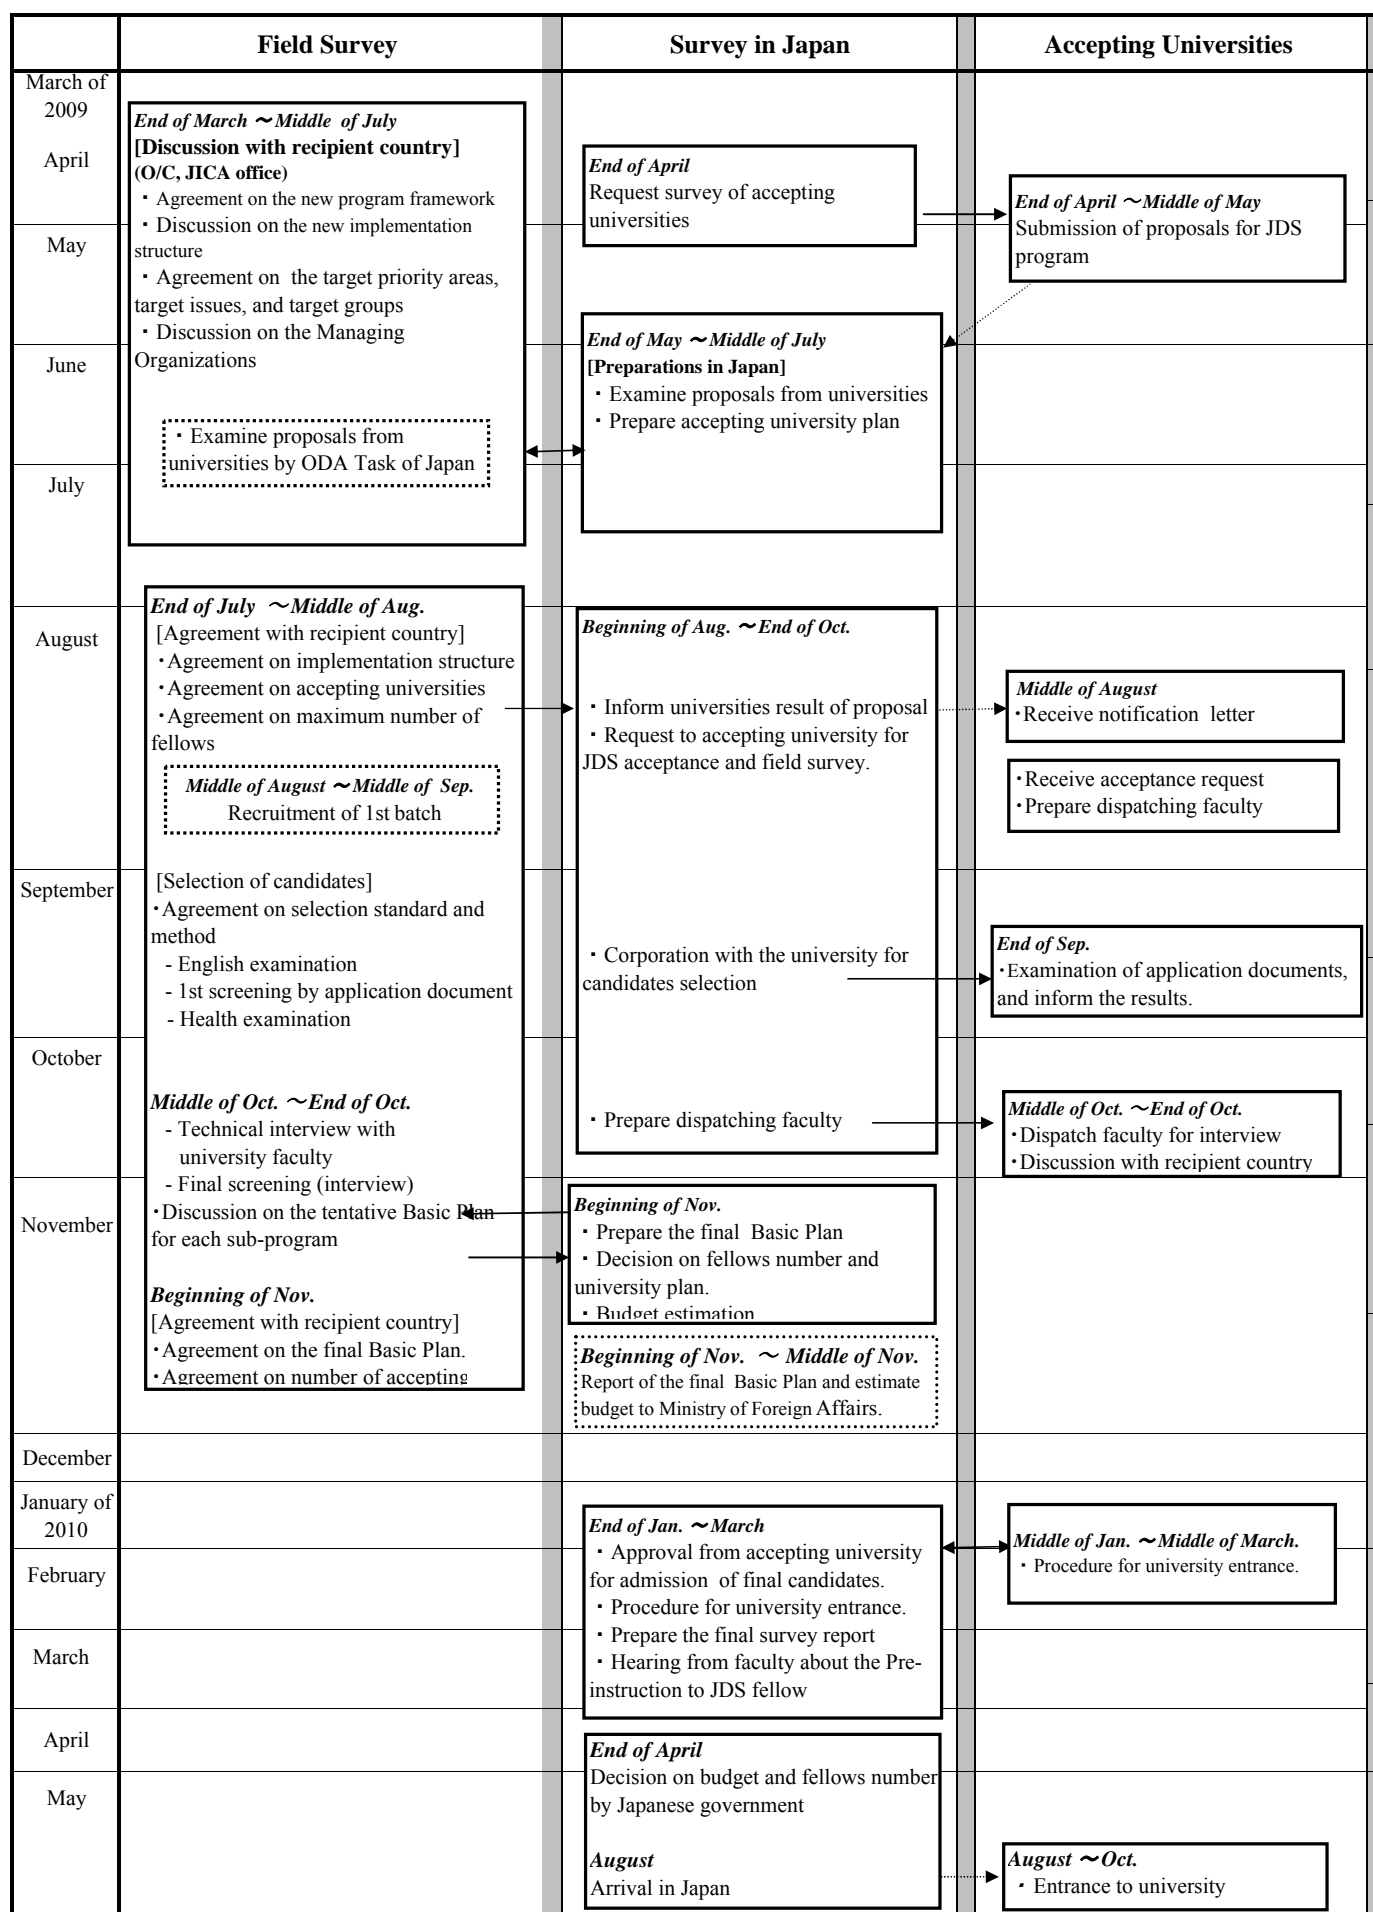 Field Survey
Survey in Japan
Accepting Universities
March of
2009
April
May
June
July
August
September
October
November
December
January of
2010
February
March
April
May
End of March ~Middle of July
[Discussion with recipient country]
(O/C, JICA office)
・Agreement on the new program framework
・Discussion on the new implementation
structure
・Agreement on the target priority areas,
target issues, and target groups
・Discussion on the Managing
Organizations
・Examine proposals from
universities by ODA Task of Japan
End of July ~Middle of Aug.
[Agreement with recipient country]
・Agreement on implementation structure
・Agreement on accepting universities
・Agreement on maximum number of
fellows
Middle of August ~Middle of Sep.
Recruitment of 1st batch
[Selection of candidates]
・Agreement on selection standard and
method
- English examination
- 1st screening by application document
- Health examination
Middle of Oct. ~End of Oct.
- Technical interview with
university faculty
- Final screening (interview)
・Discussion on the tentative Basic Plan
for each sub-program
Beginning of Nov.
[Agreement with recipient country]
・Agreement on the final Basic Plan.
・Agreement on number of accepting
End of April
Request survey of accepting
universities
End of May ~Middle of July
[Preparations in Japan]
・Examine proposals from universities
・Prepare accepting university plan
Beginning of Aug. ~End of Oct.
・Inform universities result of proposal
・Request to accepting university for
JDS acceptance and field survey.
・Corporation with the university for
candidates selection
・Prepare dispatching faculty
Beginning of Nov.
・Prepare the final Basic Plan
・Decision on fellows number and
university plan.
・Budget estimation
Beginning of Nov. ~ Middle of Nov.
Report of the final Basic Plan and estimate
budget to Ministry of Foreign Affairs.
End of Jan. ~March
・Approval from accepting university
for admission of final candidates.
・Procedure for university entrance.
・Prepare the final survey report
・Hearing from faculty about the Pre-
instruction to JDS fellow
End of April
Decision on budget and fellows number
by Japanese government
August
Arrival in Japan
End of April ~Middle of May
Submission of proposals for JDS
program
Middle of August
・Receive notification letter
・Receive acceptance request
・Prepare dispatching faculty
End of Sep.
・Examination of application documents,
and inform the results.
Middle of Oct. ~End of Oct.
・Dispatch faculty for interview
・Discussion with recipient country
Middle of Jan. ~Middle of March.
・Procedure for university entrance.
August ~Oct.
・Entrance to university